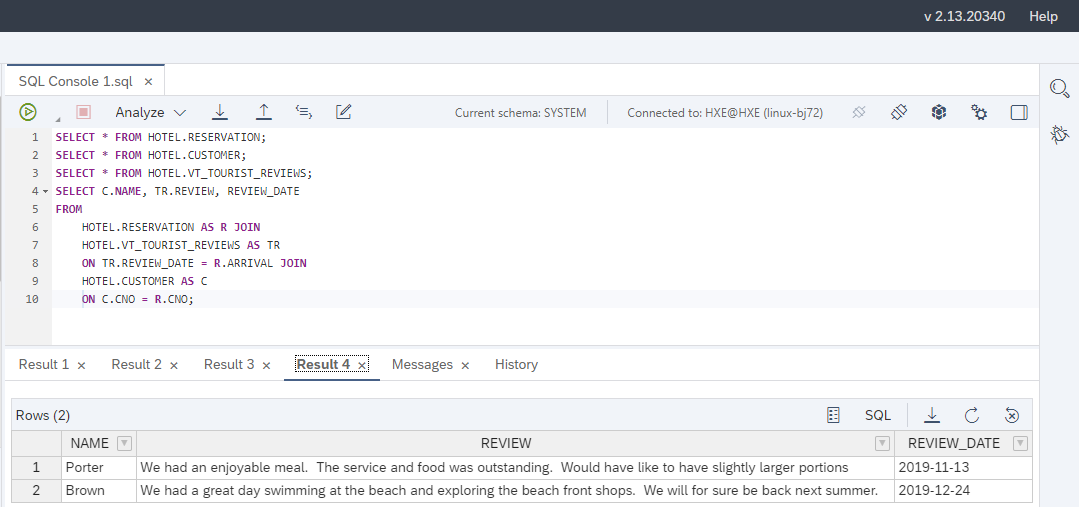 v 2.13.20340 Help
SQL Console 1.sql ×
Analyze Current schema: SYSTEM Connected to: HXE@HXE (linux-bj72)
1 SELECT * FROM HOTEL.RESERVATION;
2 SELECT * FROM HOTEL.CUSTOMER;
3 SELECT * FROM HOTEL.VT_TOURIST_REVIEWS;
4 SELECT C.NAME, TR.REVIEW, REVIEW_DATE
5 FROM
6 HOTEL.RESERVATION AS R JOIN
7 HOTEL.VT_TOURIST_REVIEWS AS TR
8 ON TR.REVIEW_DATE = R.ARRIVAL JOIN
9 HOTEL.CUSTOMER AS C
10 ON C.CNO = R.CNO;
Result 1 × Result 2 × Result 3 × Result 4 × Messages × History
Rows (2) SQL
NAME REVIEW REVIEW_DATE
1 Porter We had an enjoyable meal. The service and food was outstanding. Would have like to have slightly larger portions 2019-11-13
2 Brown We had a great day swimming at the beach and exploring the beach front shops. We will for sure be back next summer. 2019-12-24